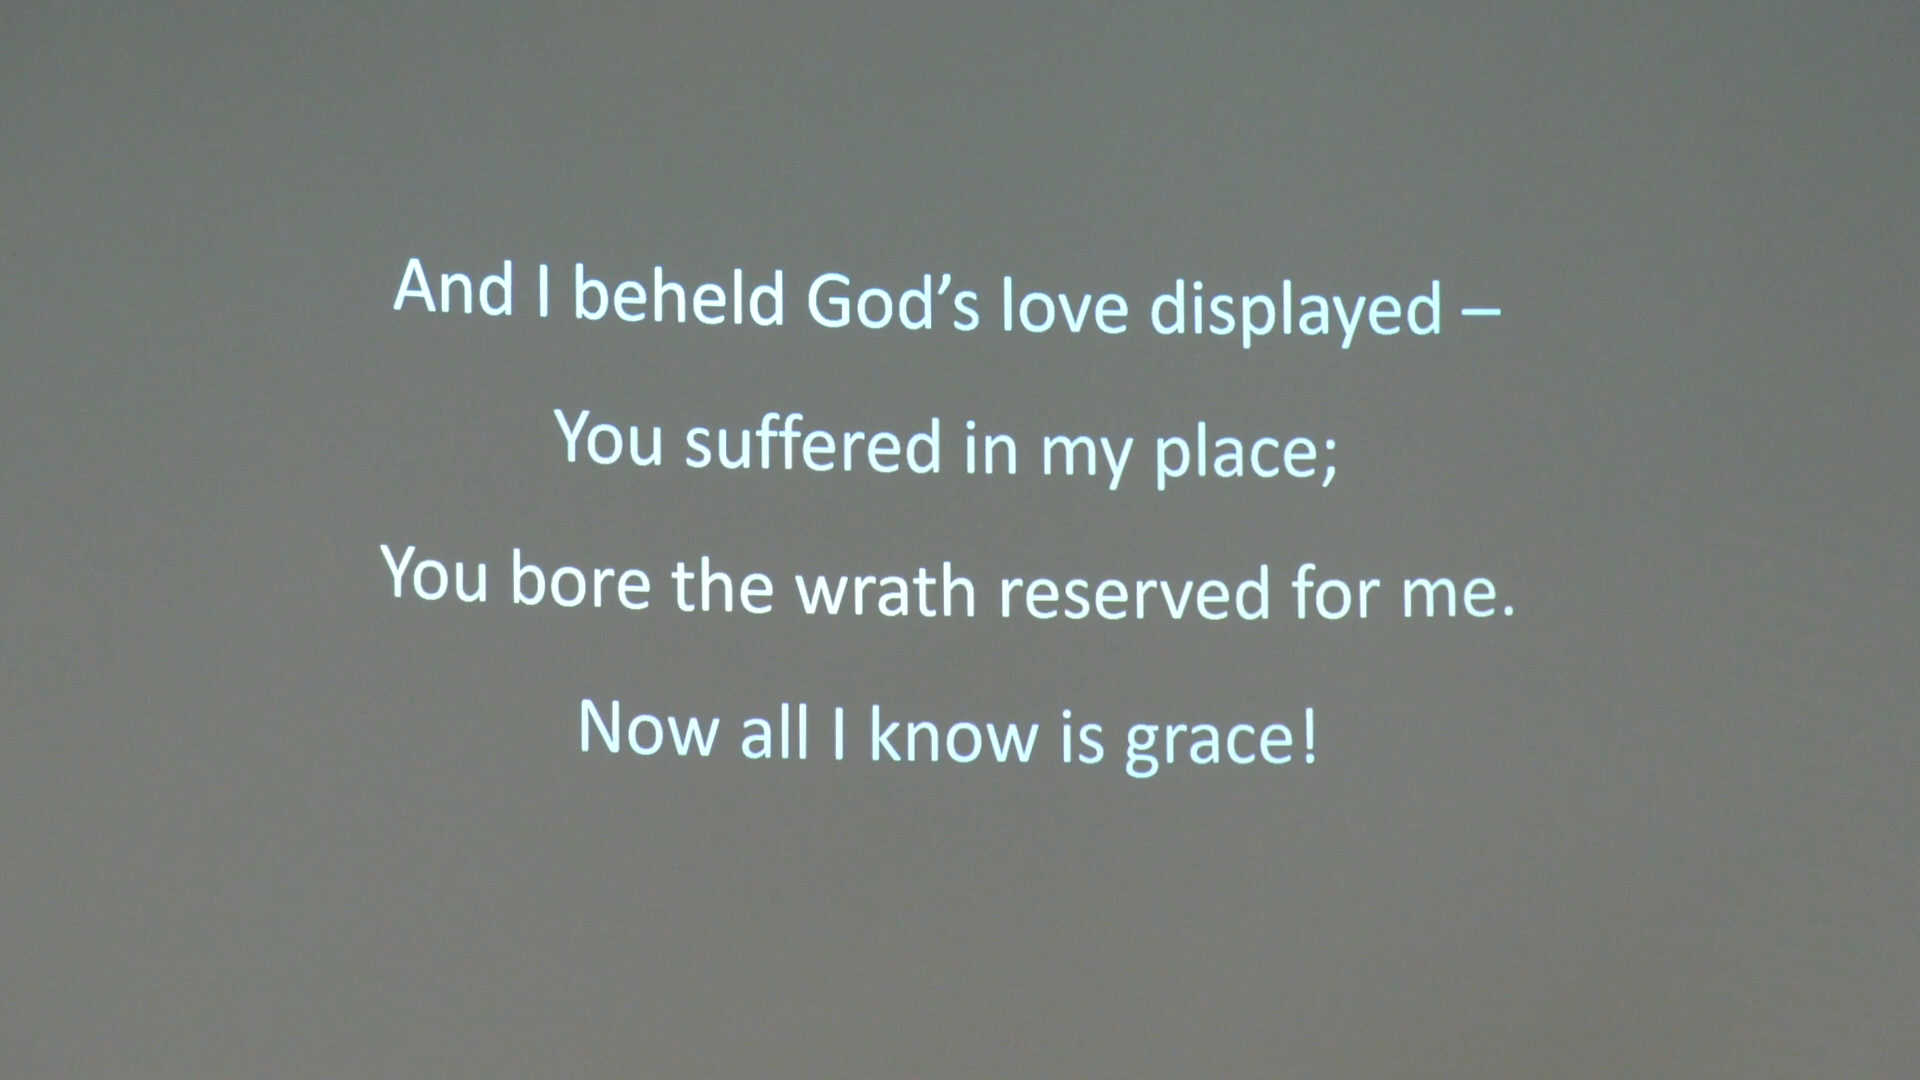 And I beheld God’s love displayed –
You suffered in my place;
You bore the wrath reserved for me.
Now all I know is grace!